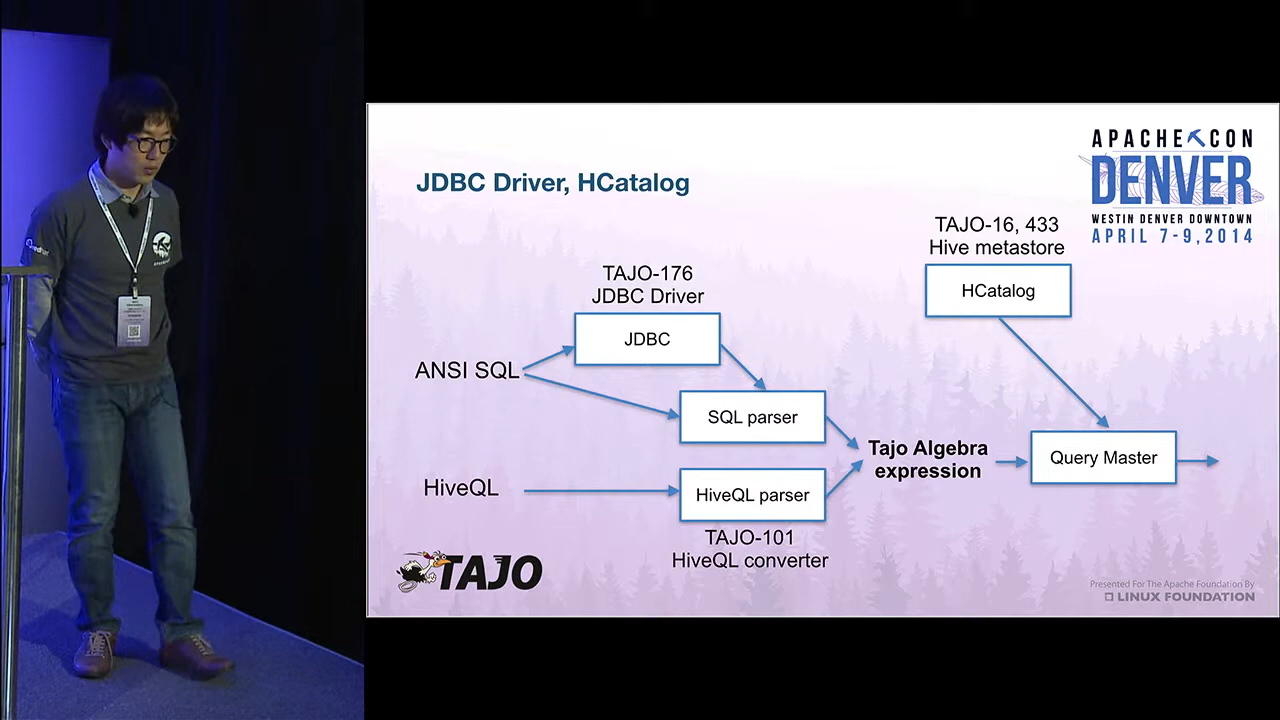 APACHE CON
DENVER
WESTIN DENVER DOWNTOWN
APRIL 7-9, 2014
JDBC Driver, HCatalog
TAJO-16, 433
Hive metastore
HCatalog
TAJO-176
JDBC Driver
JDBC
ANSI SQL
SQL parser
Tajo Algebra
expression
Query Master
HiveQL
HiveQL parser
TAJO-101
HiveQL converter
TAJO
Presented For The Apache Foundation By
LINUX FOUNDATION